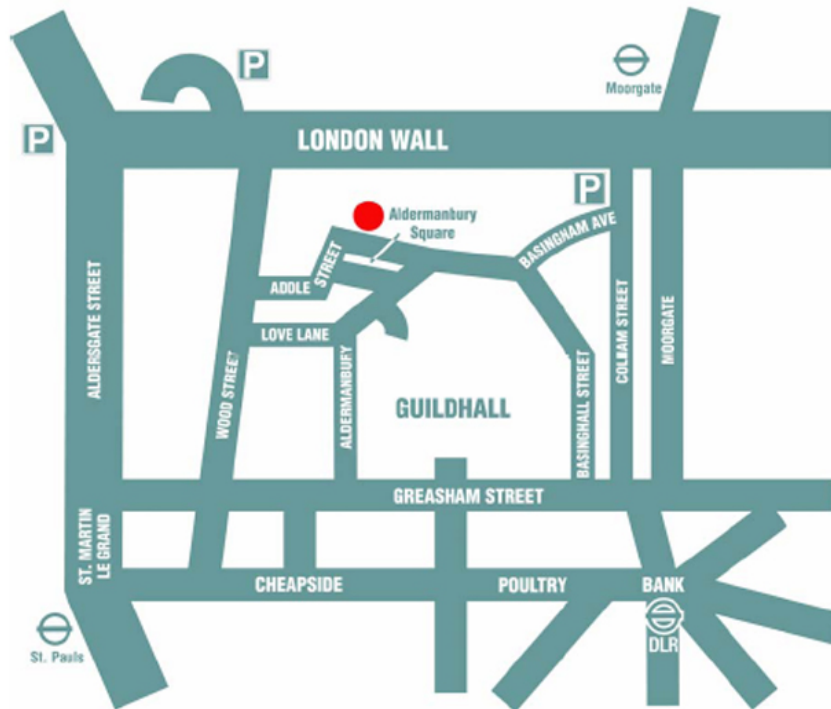 P
Moorgate
P
LONDON WALL
P
Aldermanbury
Square
BASINGHAM AVE
STREET
ADDLE
LOVE LANE
ALDERSGATE STREET
WOOD STREET
ALDERMANBUFY
GUILDHALL
BASINGHALL STREET
COLMAM STREET
MOORGATE
GREASHAM STREET
ST. MARTIN
LE GRAND
CHEAPSIDE
POULTRY
BANK
DLR
St. Pauls